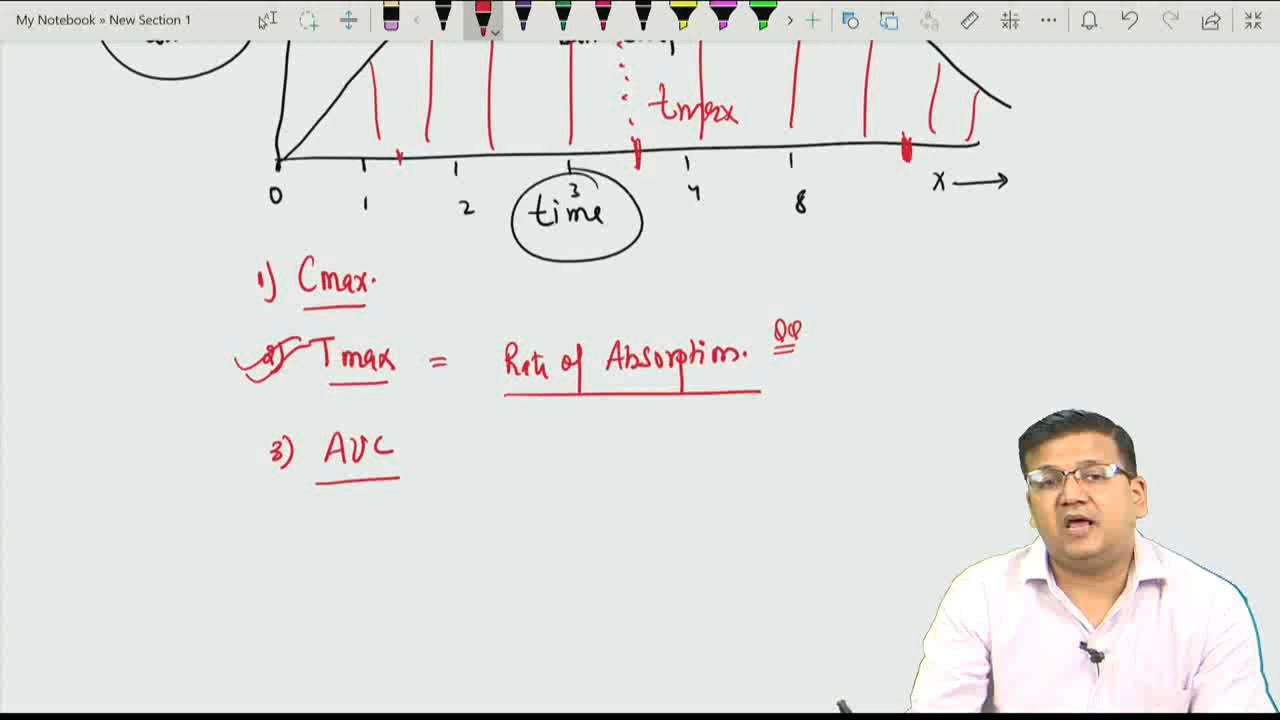 My Notebook » New Section 1
tmax
0 1 2 3 4 8 X
time
1) Cmax.
2) Tmax = Rate of Absorption.
3) AUC